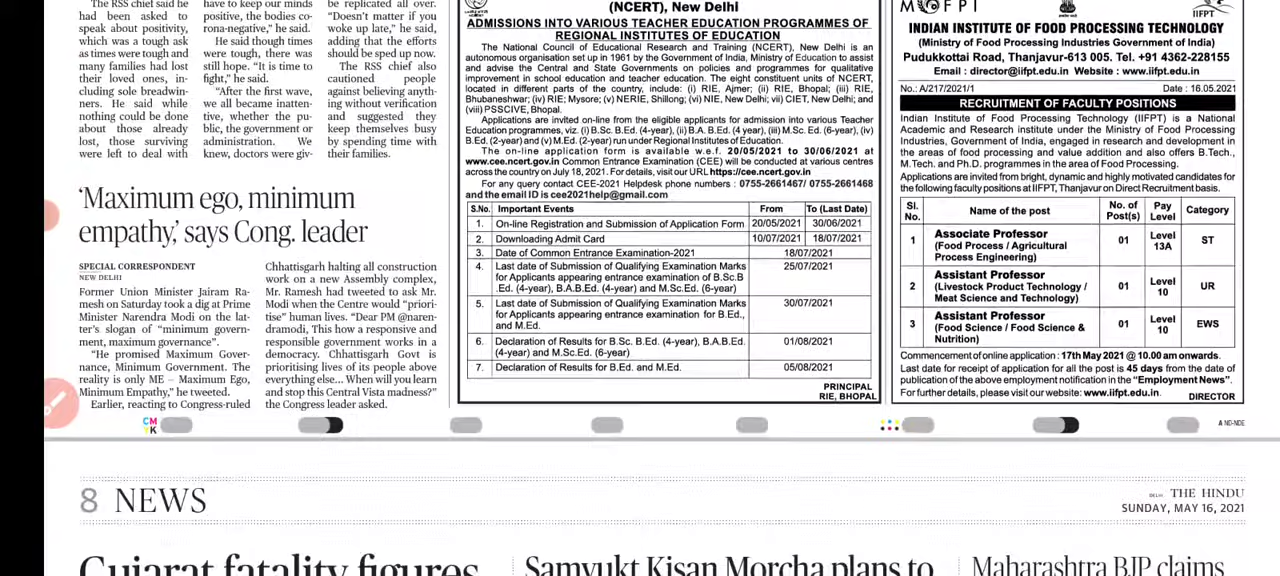 The RSS chief said he
had been asked to
speak about positivity,
which was a tough ask
as times were tough and
many families had lost
their loved ones, in-
cluding sole breadwin-
ners. He said while
nothing could be done
about those already
lost, those surviving
were left to deal with
have to keep our minds
positive, the bodies co-
rona-negative,” he said.
He said though times
were tough, there was
still hope. “It is time to
fight,” he said.
“After the first wave,
we all became inatten-
tive, whether the pu-
blic, the government or
administration. We
knew, doctors were giv-
be replicated all over.
“Doesn’t matter if you
woke up late,” he said,
adding that the efforts
should be sped up now.
The RSS chief also
cautioned people
against believing anyth-
ing without verification
and suggested they
keep themselves busy
by spending time with
their families.
‘Maximum ego, minimum
empathy,’ says Cong. leader
SPECIAL CORRESPONDENT
NEW DELHI
Former Union Minister Jairam Ra-
mesh on Saturday took a dig at Prime
Minister Narendra Modi on the lat-
ter’s slogan of “minimum govern-
ment, maximum governance”.
“He promised Maximum Gover-
nance, Minimum Government. The
reality is only ME – Maximum Ego,
Minimum Empathy,” he tweeted.
Earlier, reacting to Congress-ruled
Chhattisgarh halting all construction
work on a new Assembly complex,
Mr. Ramesh had tweeted to ask Mr.
Modi when the Centre would “priori-
tise” human lives. “Dear PM @naren-
dramodi, This how a responsive and
responsible government works in a
democracy. Chhattisgarh Govt is
prioritising lives of its people above
everything else... When will you learn
and stop this Central Vista madness?”
the Congress leader asked.
(NCERT), New Delhi
ADMISSIONS INTO VARIOUS TEACHER EDUCATION PROGRAMMES OF
REGIONAL INSTITUTES OF EDUCATION
The National Council of Educational Research and Training (NCERT), New Delhi is an
autonomous organisation set up in 1961 by the Government of India, Ministry of Education to assist
and advise the Central and State Governments on policies and programmes for qualitative
improvement in school education and teacher education. The eight constituent units of NCERT,
located in different parts of the country, include: (i) RIE, Ajmer; (ii) RIE, Bhopal; (iii) RIE,
Bhubaneshwar; (iv) RIE; Mysore; (v) NERIE, Shillong; (vi) NIE, New Delhi; vii) CIET, New Delhi; and
(viii) PSSCIVE, Bhopal.
Applications are invited on-line from the eligible applicants for admission into various Teacher
Education programmes, viz. (i) B.Sc. B.Ed. (4-year), (ii) B.A. B.Ed. (4 year), (iii) M.Sc. Ed. (6-year), (iv)
B.Ed. (2-year) and (v) M.Ed. (2-year) run under Regional Institutes of Education.
The on-line application form is available w.e.f. 20/05/2021 to 30/06/2021 at
www.cee.ncert.gov.in Common Entrance Examination (CEE) will be conducted at various centres
across the country on July 18, 2021. For details, visit our URL https://cee.ncert.gov.in
For any query contact CEE-2021 Helpdesk phone numbers : 0755-2661467/ 0755-2661468
and the email ID is cee2021help@gmail.com
S.No. Important Events From To (Last Date)
1. On-line Registration and Submission of Application Form 20/05/2021 30/06/2021
2. Downloading Admit Card 10/07/2021 18/07/2021
3. Date of Common Entrance Examination-2021 18/07/2021
4. Last date of Submission of Qualifying Examination Marks 25/07/2021
for Applicants appearing entrance examination of B.Sc.B
.Ed. (4-year), B.A.B.Ed. (4-year) and M.Sc.Ed. (6-year)
5. Last date of Submission of Qualifying Examination Marks 30/07/2021
for Applicants appearing entrance examination for B.Ed.,
and M.Ed.
6. Declaration of Results for B.Sc. B.Ed. (4-year), B.A.B.Ed. 01/08/2021
(4-year) and M.Sc.Ed. (6-year)
7. Declaration of Results for B.Ed. and M.Ed. 05/08/2021
PRINCIPAL
RIE, BHOPAL
MOFPI
IIFPT
INDIAN INSTITUTE OF FOOD PROCESSING TECHNOLOGY
(Ministry of Food Processing Industries Government of India)
Pudukkottai Road, Thanjavur-613 005. Tel. +91 4362-228155
Email : director@iifpt.edu.in Website : www.iifpt.edu.in
No.: A/217/2021/1 Date : 16.05.2021
RECRUITMENT OF FACULTY POSITIONS
Indian Institute of Food Processing Technology (IIFPT) is a National
Academic and Research institute under the Ministry of Food Processing
Industries, Government of India, engaged in research and development in
the areas of food processing and value addition and also offers B.Tech.,
M.Tech. and Ph.D. programmes in the area of Food Processing.
Applications are invited from bright, dynamic and highly motivated candidates for
the following faculty positions at IIFPT, Thanjavur on Direct Recruitment basis.
Sl. No. Name of the post No. of Post(s) Pay Level Category
1 Associate Professor 01 Level 13A ST
(Food Process / Agricultural
Process Engineering)
2 Assistant Professor 01 Level 10 UR
(Livestock Product Technology /
Meat Science and Technology)
3 Assistant Professor 01 Level 10 EWS
(Food Science / Food Science &
Nutrition)
Commencement of online application : 17th May 2021 @ 10.00 am onwards.
Last date for receipt of application for all the post is 45 days from the date of
publication of the above employment notification in the “Employment News”.
For further details, please visit our website: www.iifpt.edu.in. DIRECTOR
CM
YK
A ND-NDE
8 NEWS
DELHI THE HINDU
SUNDAY, MAY 16, 2021
Gujarat fatality figures
Samyukt Kisan Morcha plans to
Maharashtra BJP claims